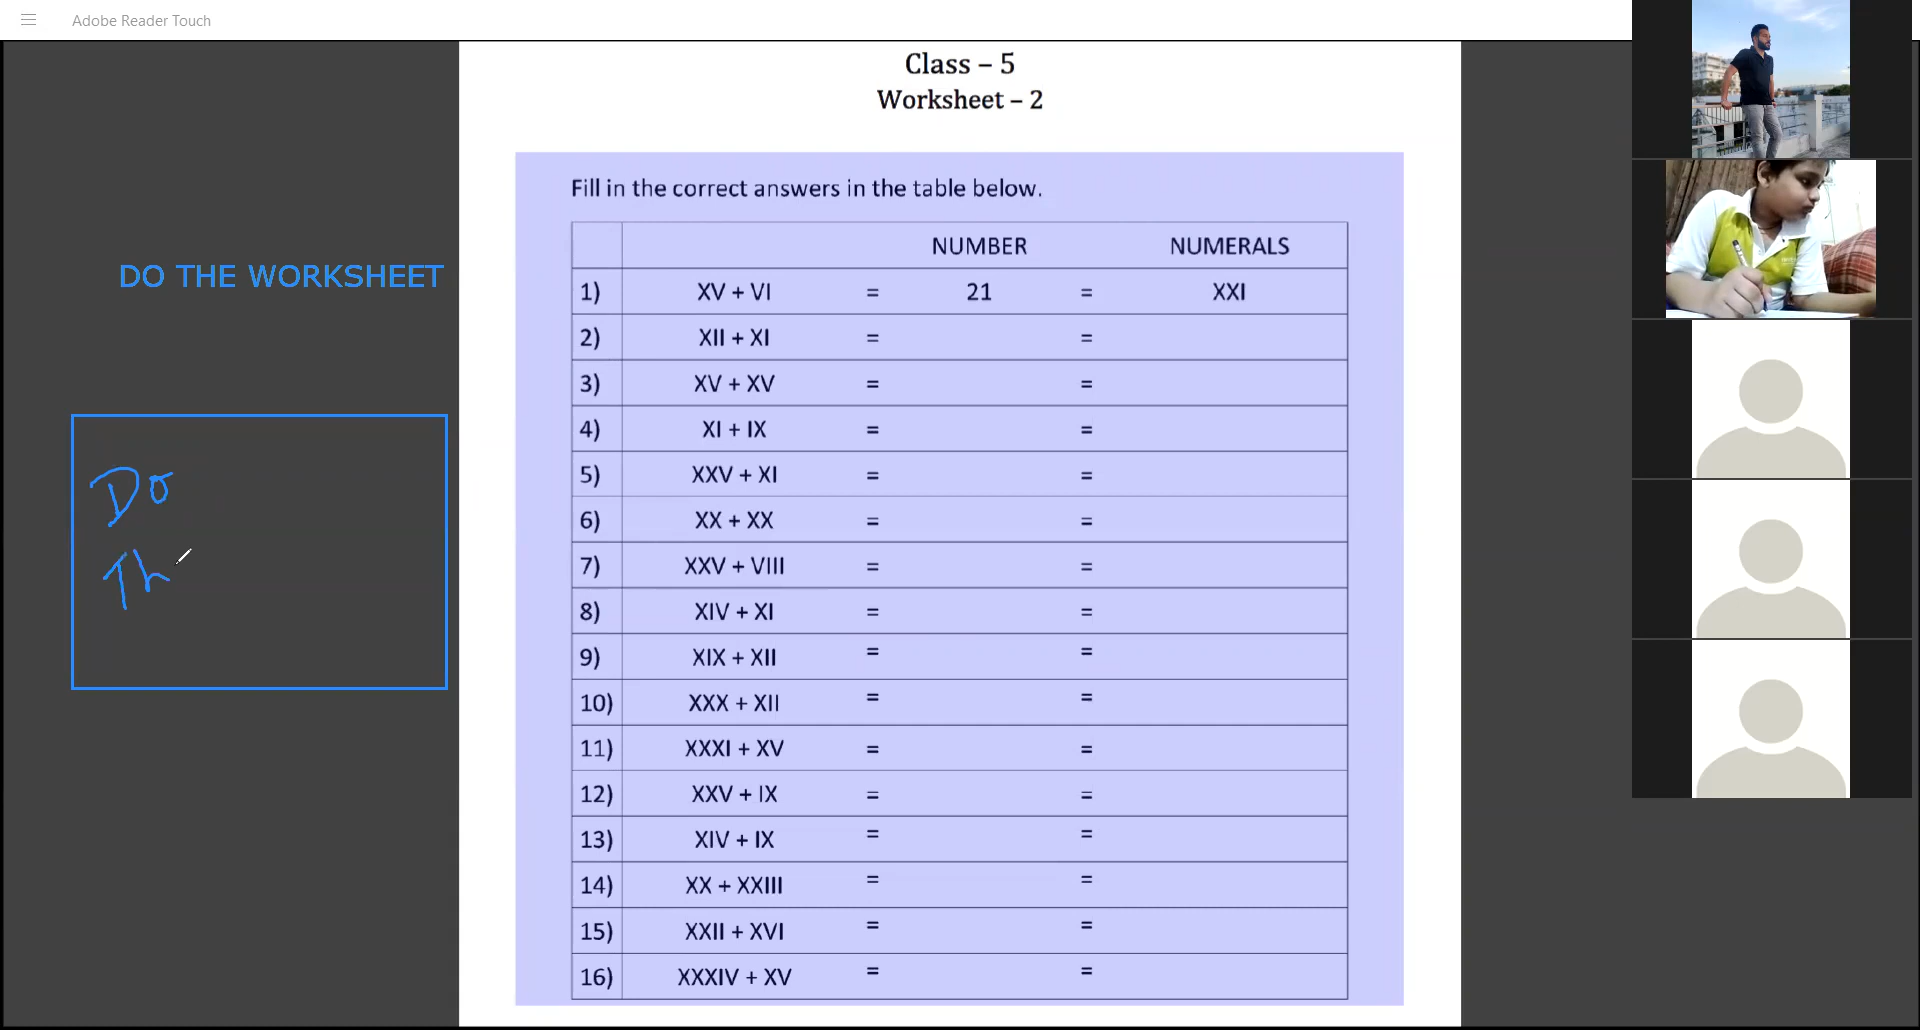 Adobe Reader Touch
Class – 5
Worksheet – 2
DO THE WORKSHEET
Do
Th
Fill in the correct answers in the table below.
NUMBER NUMERALS
1) XV + VI = 21 = XXI
2) XII + XI = =
3) XV + XV = =
4) XI + IX = =
5) XXV + XI = =
6) XX + XX = =
7) XXV + VIII = =
8) XIV + XI = =
9) XIX + XII = =
10) XXX + XII = =
11) XXXI + XV = =
12) XXV + IX = =
13) XIV + IX = =
14) XX + XXIII = =
15) XXII + XVI = =
16) XXXIV + XV = =